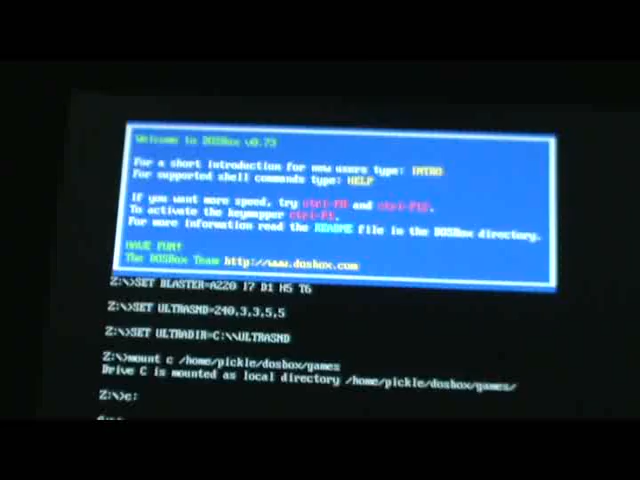 Welcome to DOSBox v0.73
For a short introduction for new users type: INTRO
For supported shell commands type: HELP
If you want more speed, try ctrl-F8 and ctrl-F12.
To activate the keymapper ctrl-F1.
For more information read the README file in the DOSBox directory.
HAVE FUN!
The DOSBox Team http://www.dosbox.com
Z:\>SET BLASTER=A220 I7 D1 H5 T6
Z:\>SET ULTRASND=240,3,3,5,5
Z:\>SET ULTRADIR=C:\\ULTRASND
Z:\>mount c /home/pickle/dosbox/games
Drive C is mounted as local directory /home/pickle/dosbox/games/
Z:\>c: